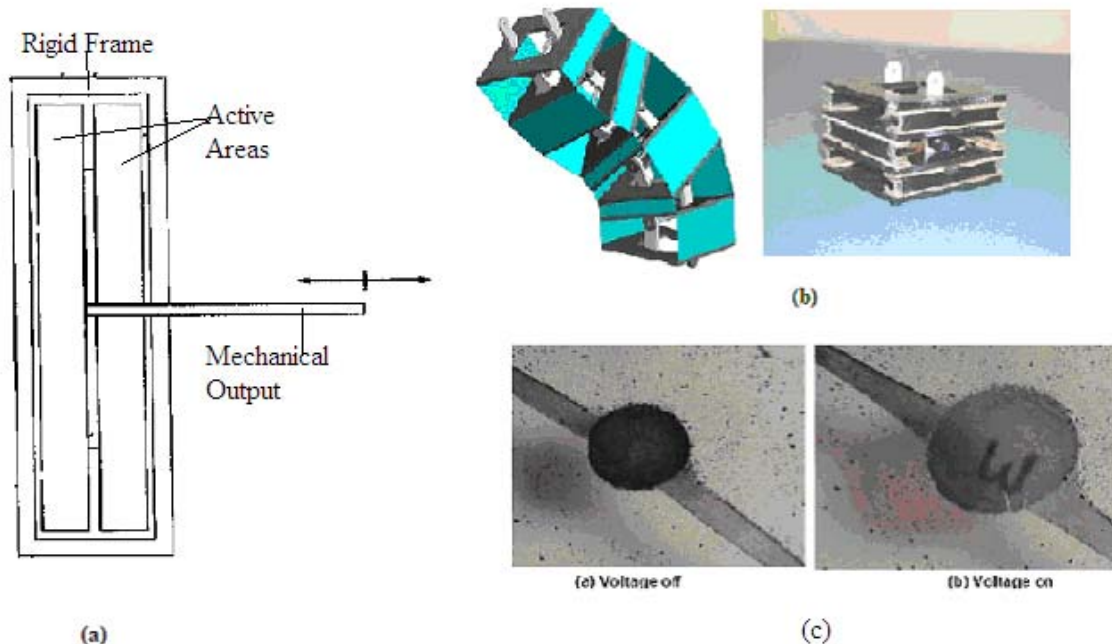 Rigid Frame
Active
Areas
Mechanical
Output
(a)
(b)
W
(a) Voltage off
(b) Voltage on
(c)